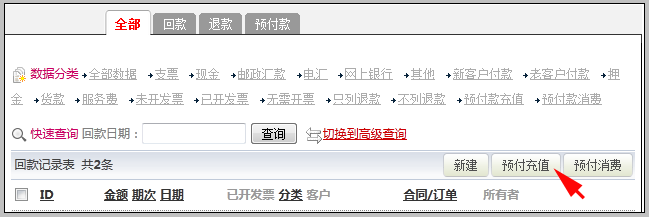 全部 回款 退款 预付款
数据分类 全部数据 支票 现金 邮政汇款 电汇 网上银行 其他 新客户付款 老客户付款 押
金 货款 服务费 未开发票 已开发票 无需开票 只列退款 不列退款 预付款充值 预付款消费
快速查询 回款日期： 查询 切换到高级查询
回款记录表 共2条 新建 预付充值 预付消费
ID 金额 期次 日期 已开发票 分类 客户 合同/订单 所有者